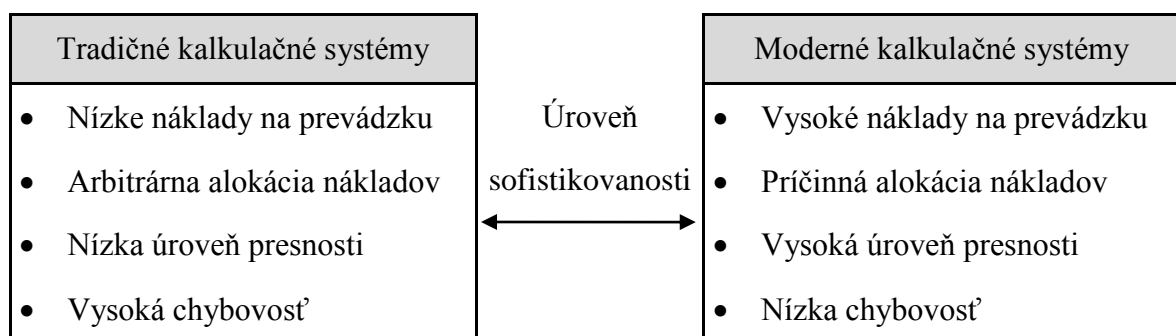 Tradičné kalkulačné systémy
• Nízke náklady na prevádzku
• Arbitrárna alokácia nákladov
• Nízka úroveň presnosti
• Vysoká chybovosť
Úroveň
sofistikovanosti
Moderné kalkulačné systémy
• Vysoké náklady na prevádzku
• Príčinná alokácia nákladov
• Vysoká úroveň presnosti
• Nízka chybovosť